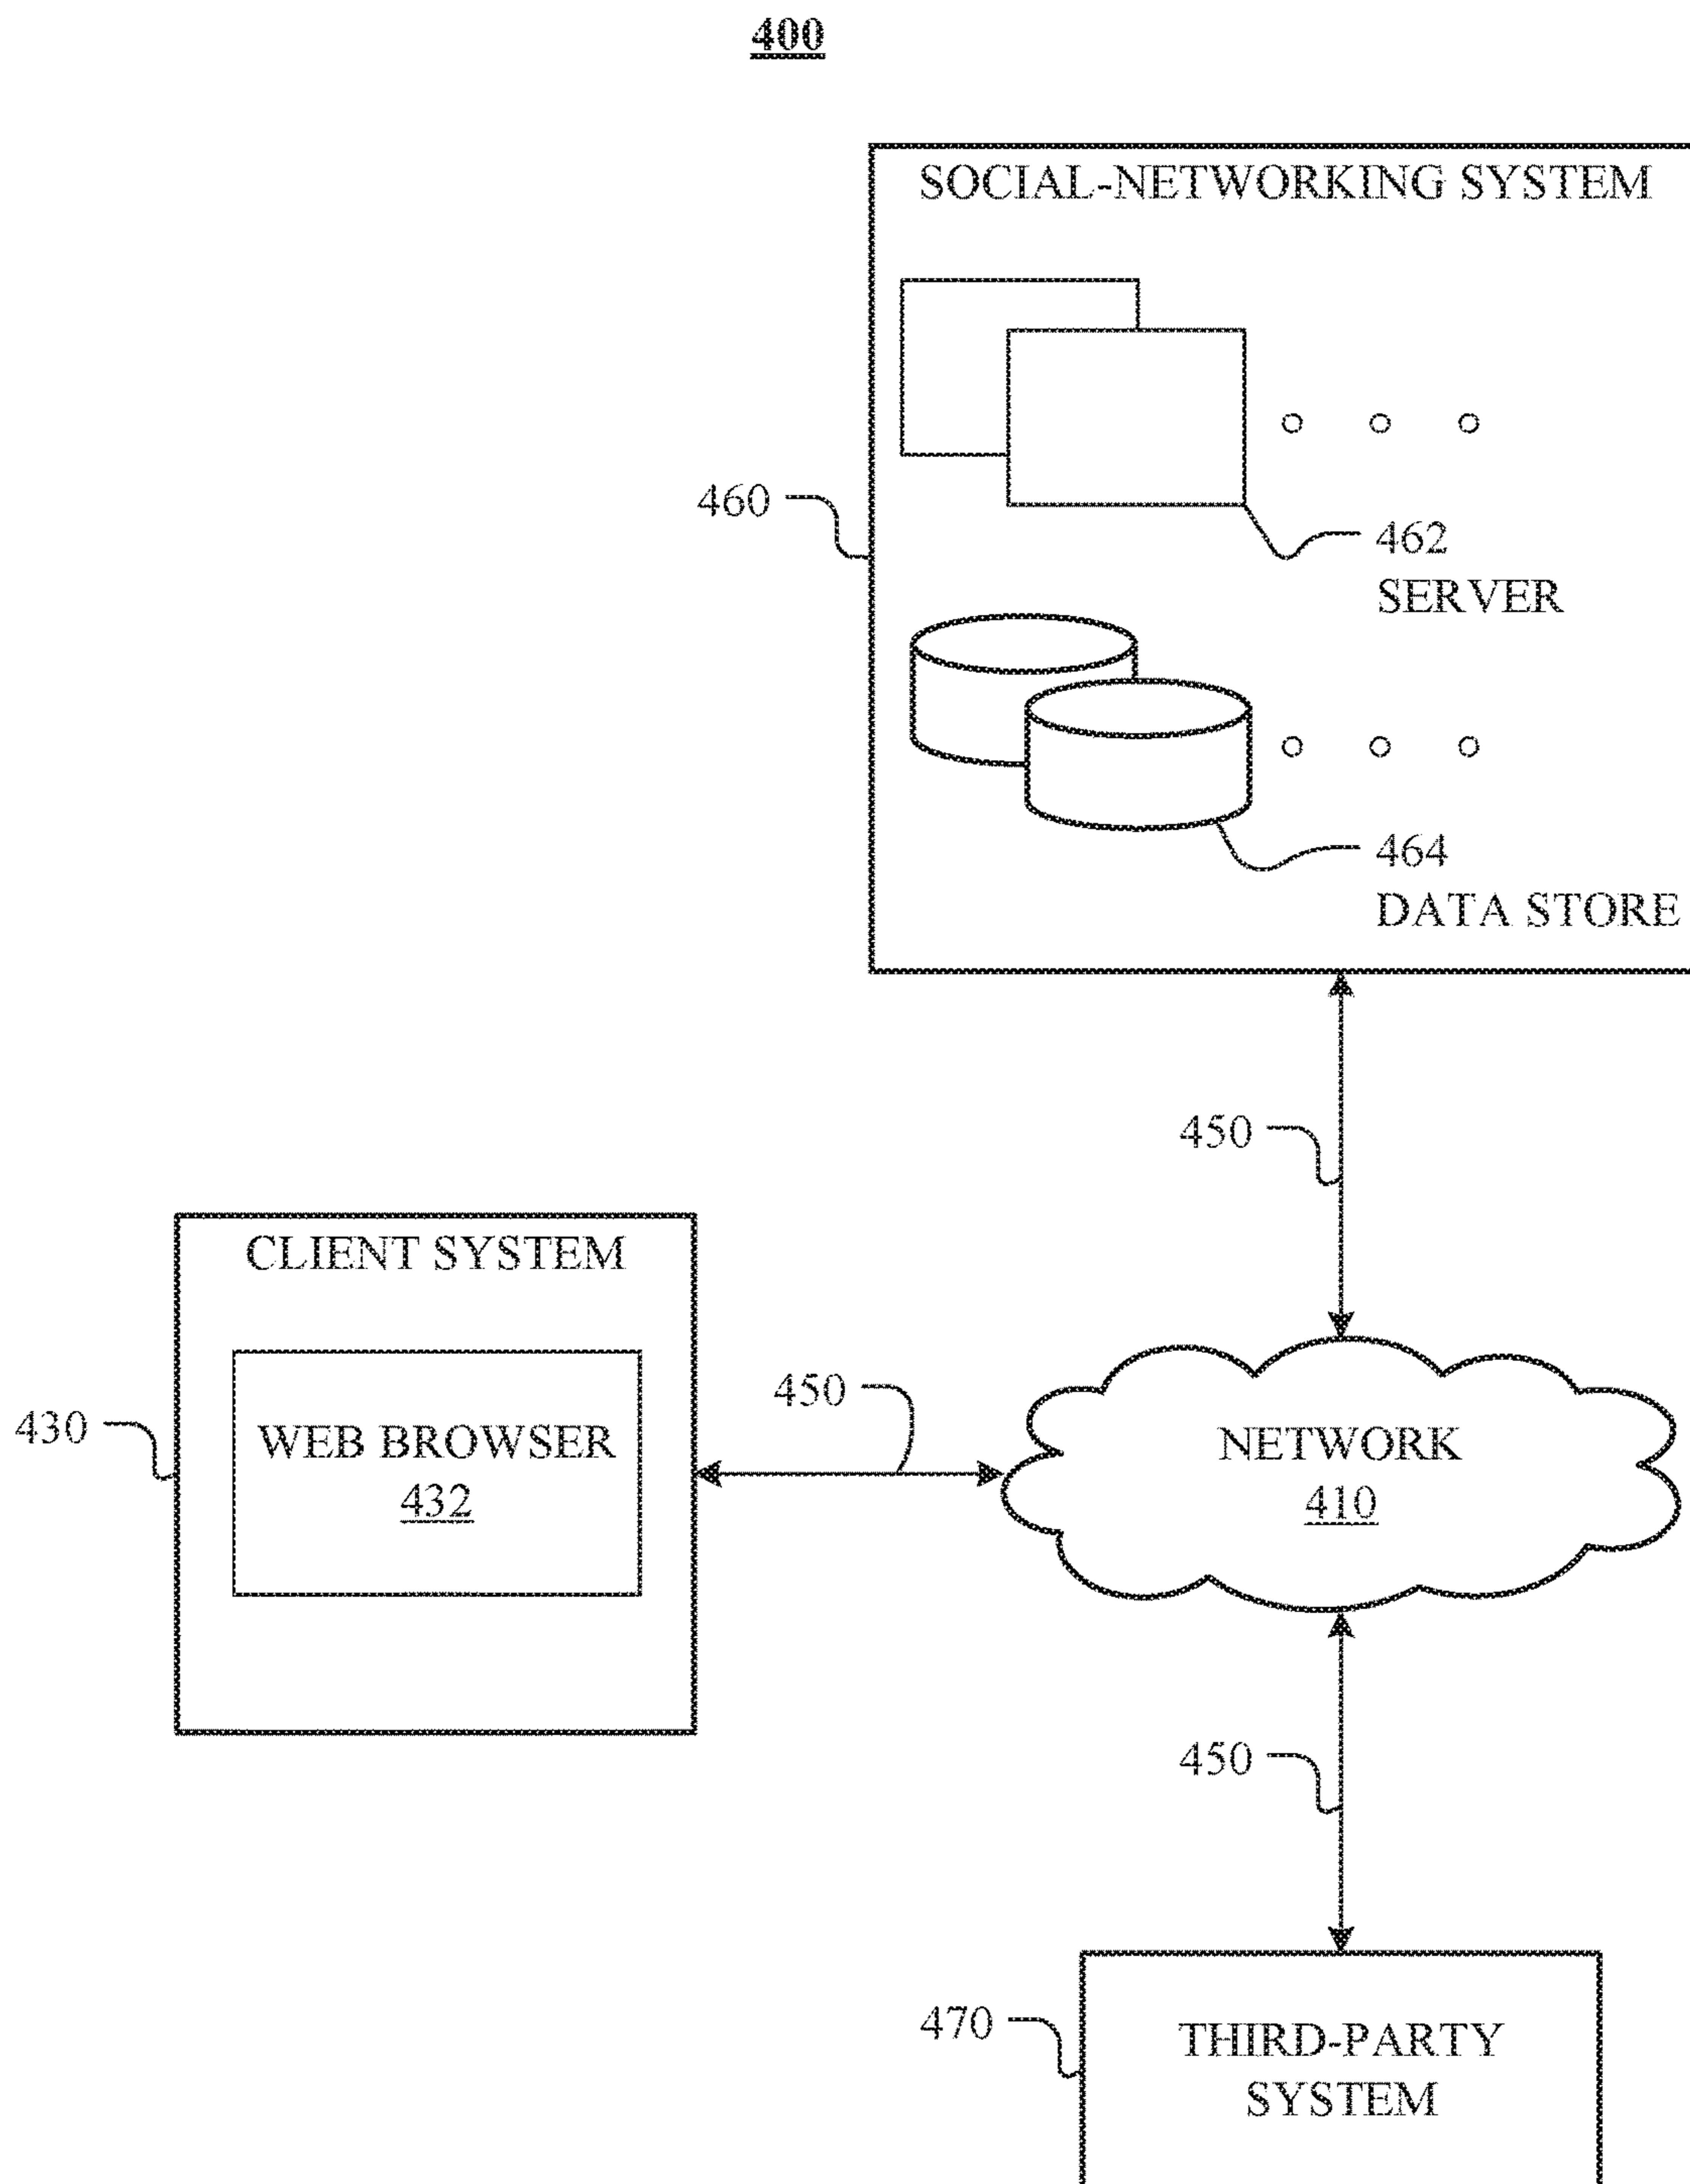 400
SOCIAL-NETWORKING SYSTEM
460
462
SERVER
464
DATA STORE
450
CLIENT SYSTEM
430
WEB BROWSER
432
450
NETWORK
410
450
470
THIRD-PARTY
SYSTEM